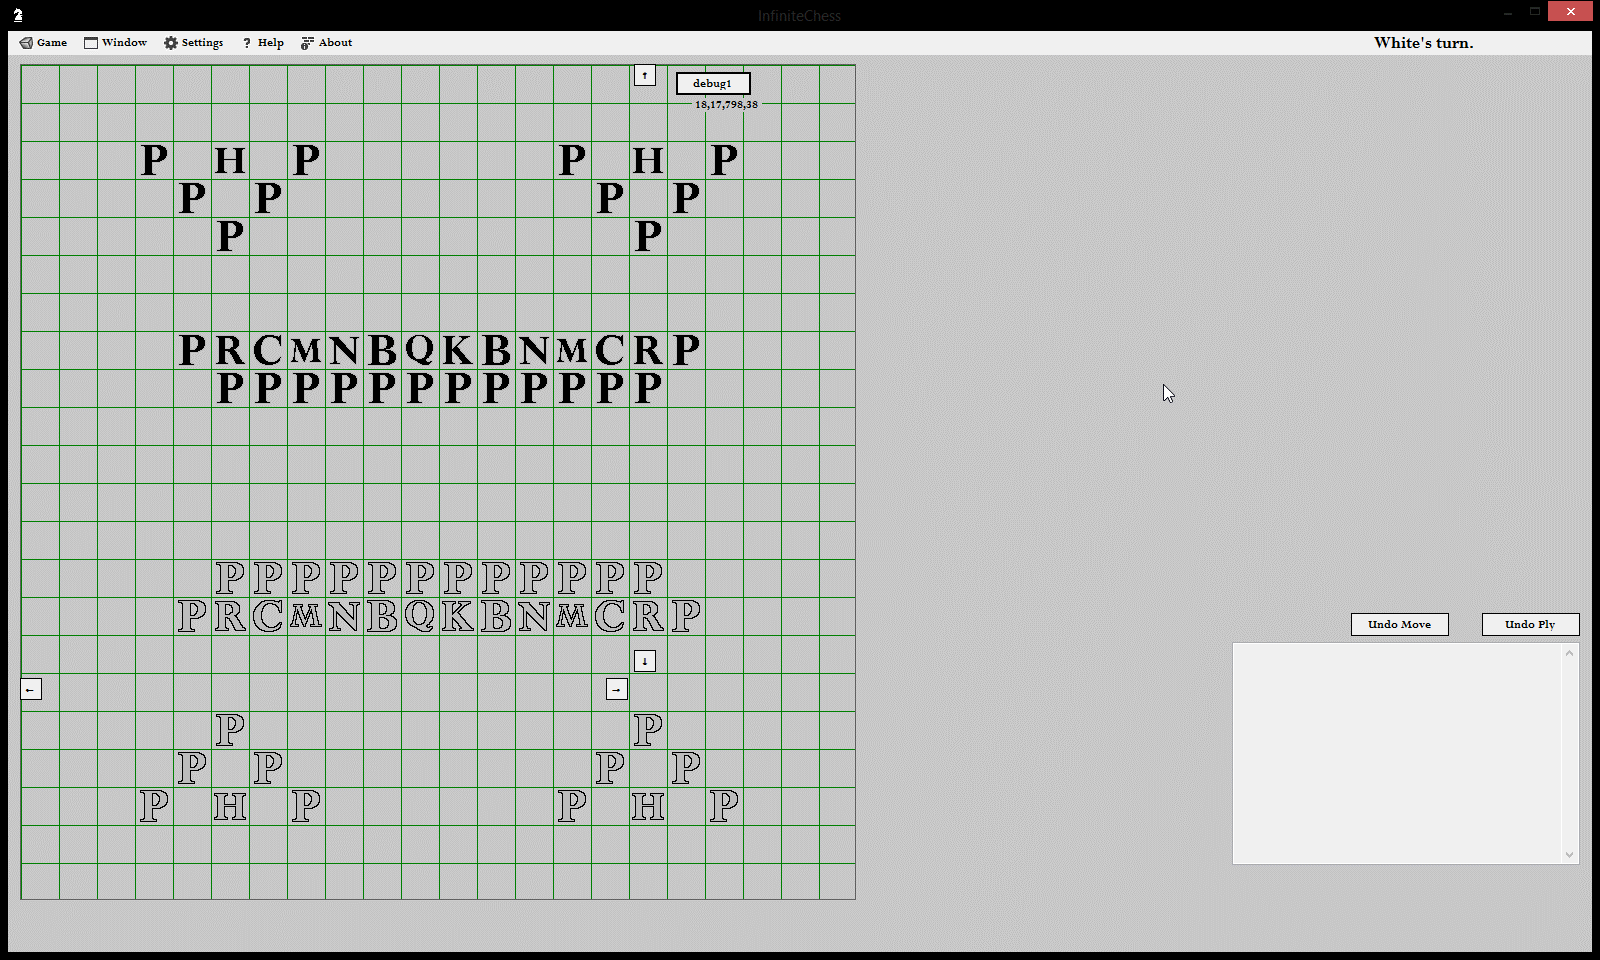 InfiniteChess
Game Window Settings ? Help About White's turn.
↑ debug1
18,17,798,38
P H P P H P
P P P P
P P
P R C M N B Q K B N M C R P
P P P P P P P P P P P P
P P P P P P P P P P P P
P R C M N B Q K B N M C R P
Undo Move Undo Ply
↓
← →
P P
P P P P
P H P P H P